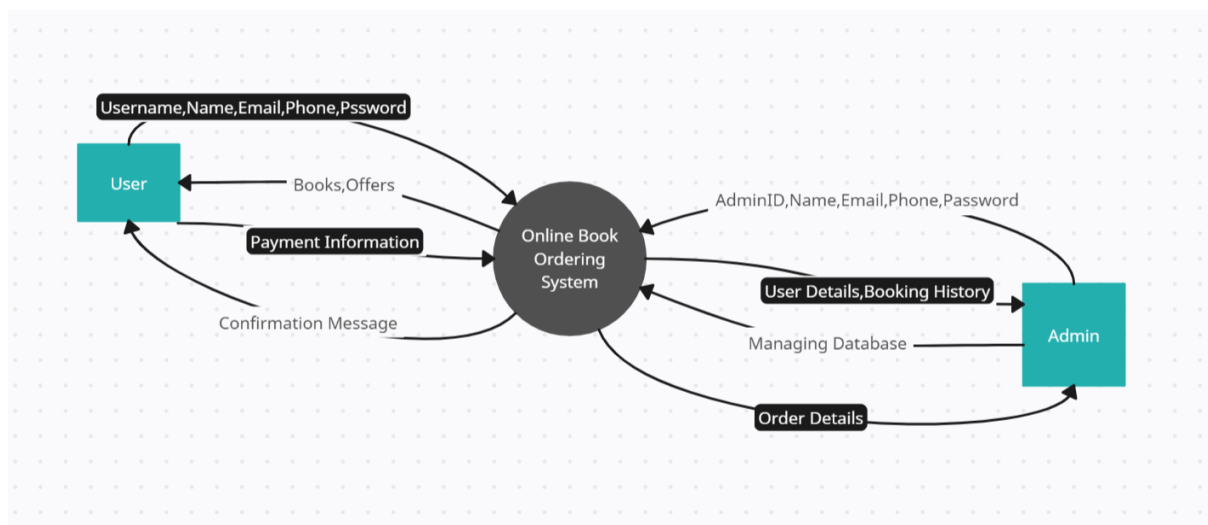 Username,Name,Email,Phone,Pssword
User
Books,Offers
Payment Information
Confirmation Message
Online Book
Ordering
System
AdminID,Name,Email,Phone,Password
User Details,Booking History
Managing Database
Admin
Order Details